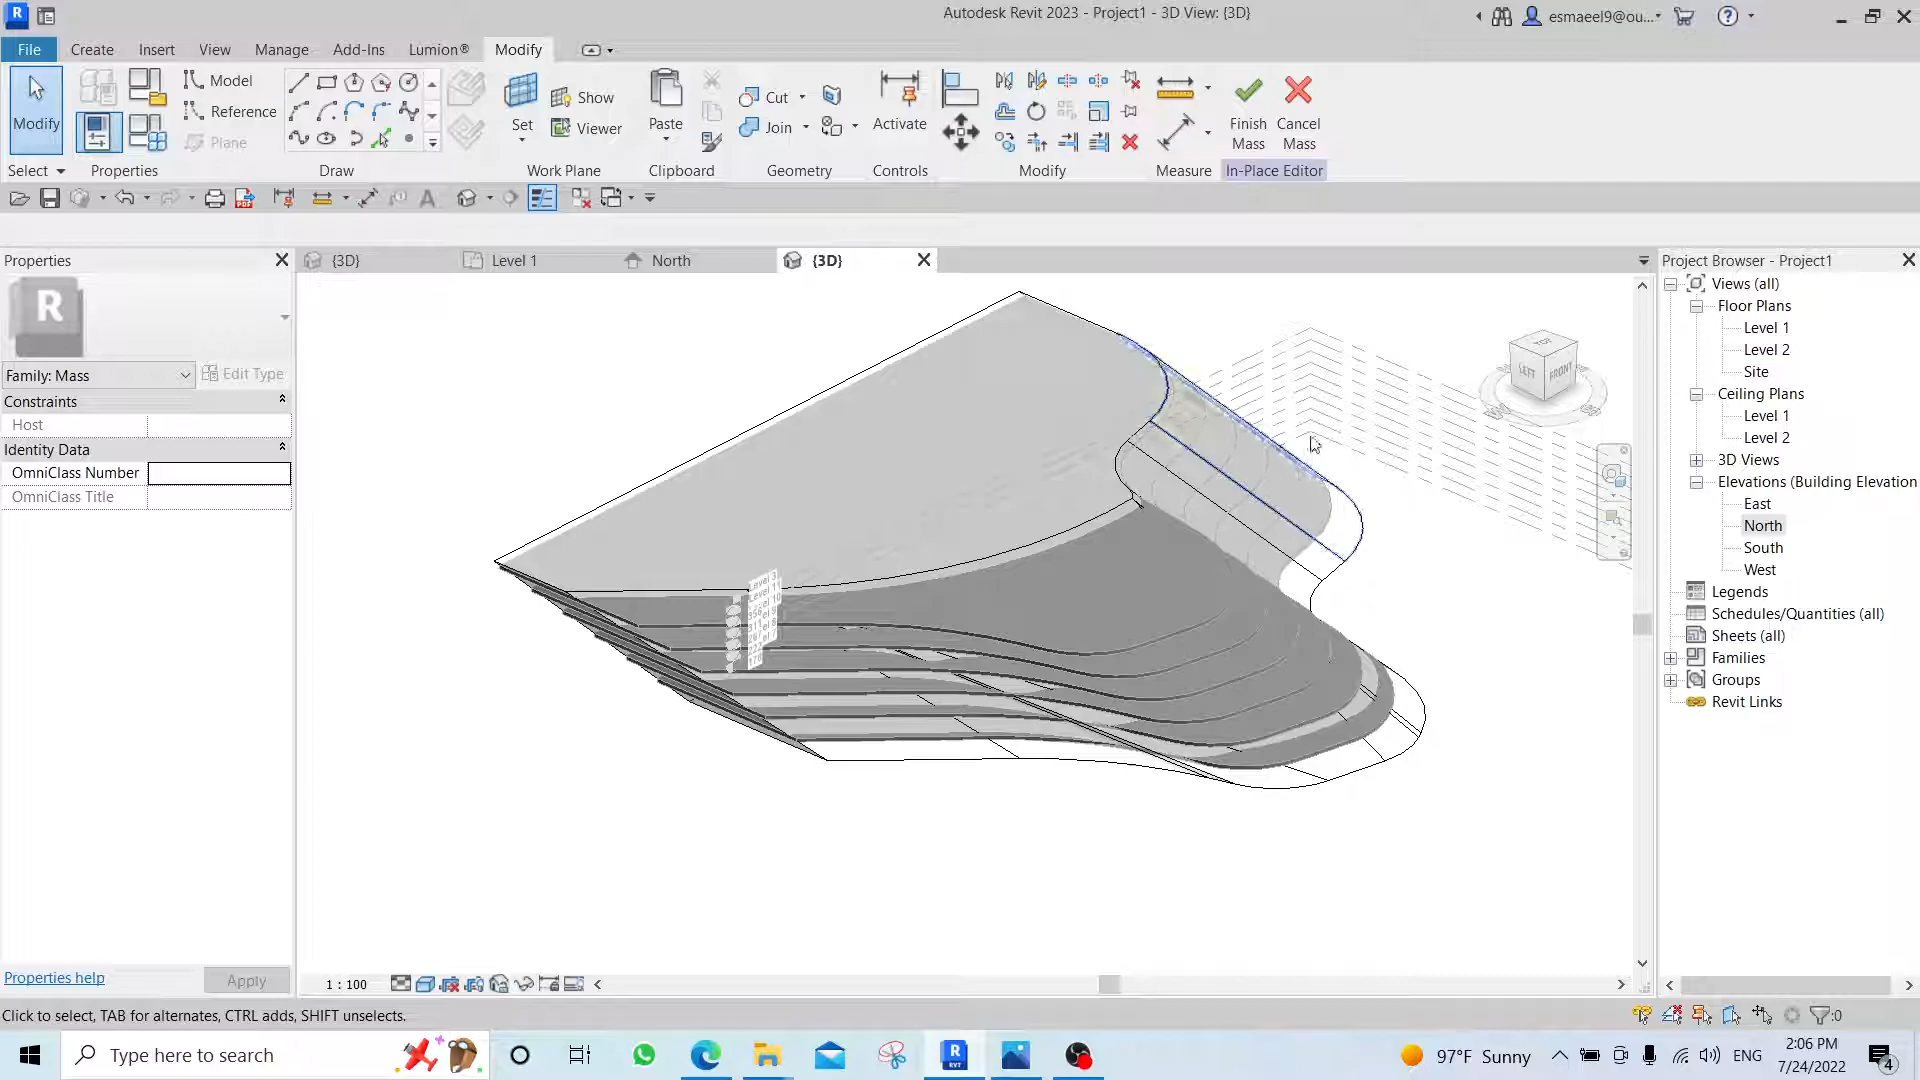 Autodesk Revit 2023 - Project1 - 3D View: {3D}
esmaeel9@ou...
File Create Insert View Manage Add-Ins Lumion® Modify
Modify
Model
Reference
Plane
Set
Show
Viewer
Paste
Cut
Join
Activate
Finish Mass
Cancel Mass
Select Properties Draw Work Plane Clipboard Geometry Controls Modify Measure In-Place Editor
Properties
{3D} Level 1 North {3D}
R
Family: Mass Edit Type
Constraints
Host
Identity Data
OmniClass Number
OmniClass Title
Properties help Apply
TOP
LEFT FRONT
Project Browser - Project1
Views (all)
Floor Plans
Level 1
Level 2
Site
Ceiling Plans
Level 1
Level 2
3D Views
Elevations (Building Elevation
East
North
South
West
Legends
Schedules/Quantities (all)
Sheets (all)
Families
Groups
Revit Links
1 : 100
Click to select, TAB for alternates, CTRL adds, SHIFT unselects.
:0
Type here to search
97°F Sunny
ENG
2:06 PM
7/24/2022
4